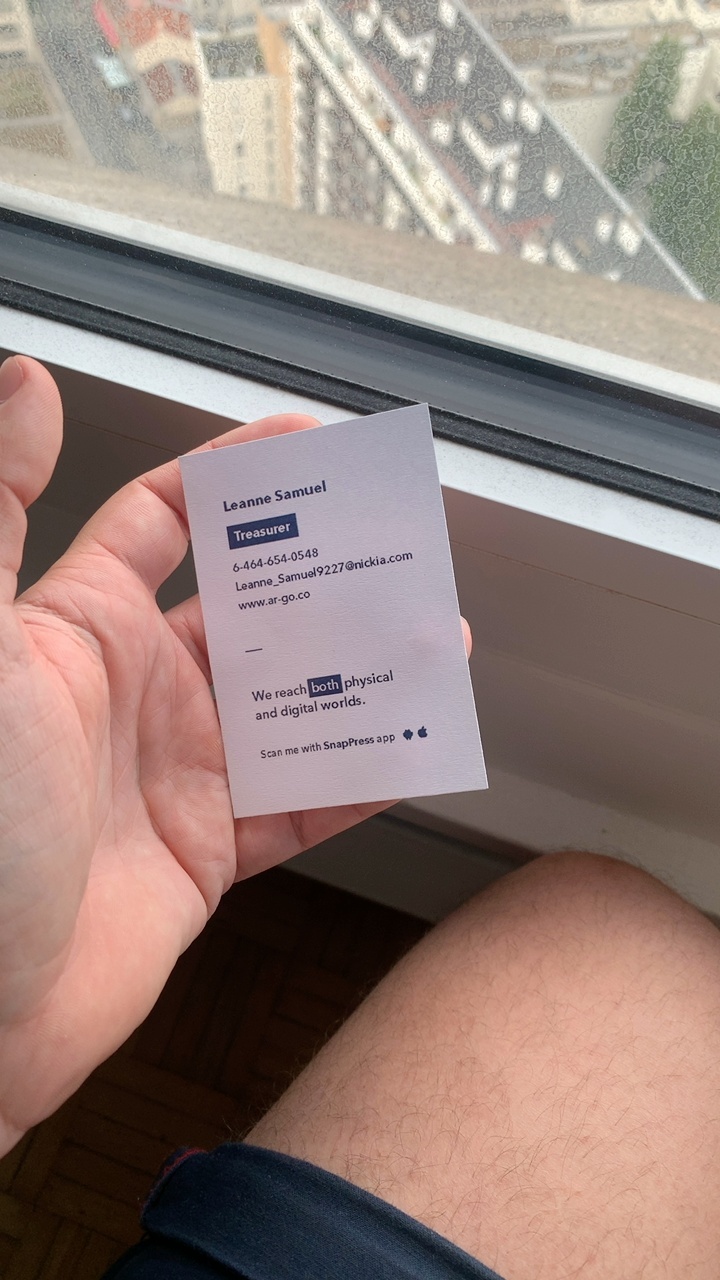 Leanne Samuel
Treasurer
6-464-654-0548
Leanne_Samuel9227@nickia.com
www.ar-go.co
—
We reach both physical
and digital worlds.
Scan me with SnapPress app